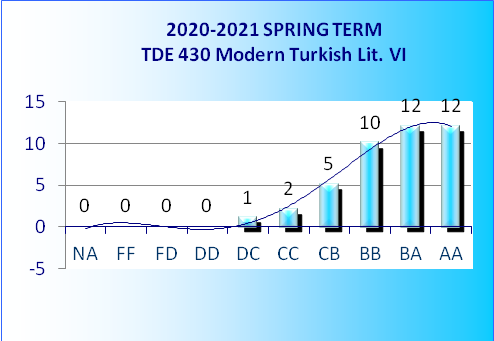 2020-2021 SPRING TERM
TDE 430 Modern Turkish Lit. VI
15
10
5
0
-5
0 0 0 0 1 2 5 10 12 12
NA FF FD DD DC CC CB BB BA AA